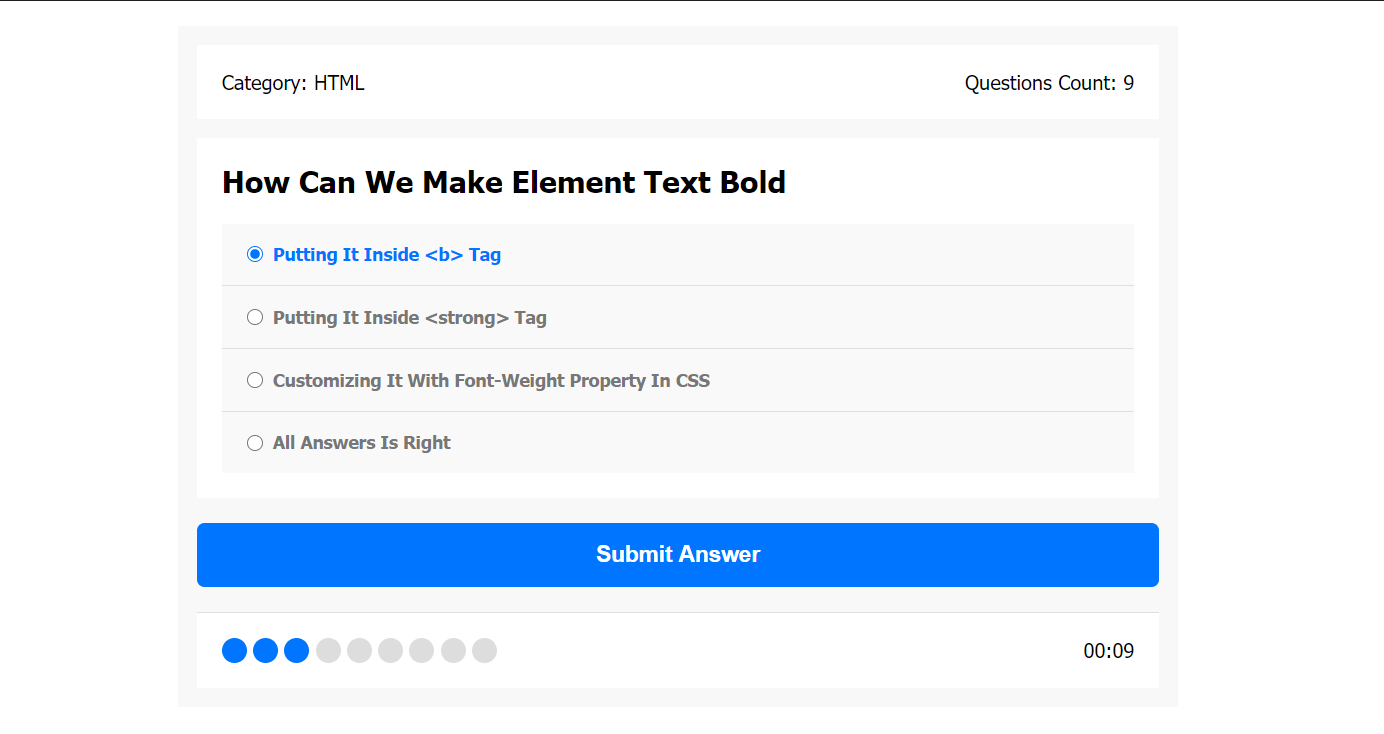 Category: HTML
Questions Count: 9
How Can We Make Element Text Bold
Putting It Inside <b> Tag
Putting It Inside <strong> Tag
Customizing It With Font-Weight Property In CSS
All Answers Is Right
Submit Answer
00:09